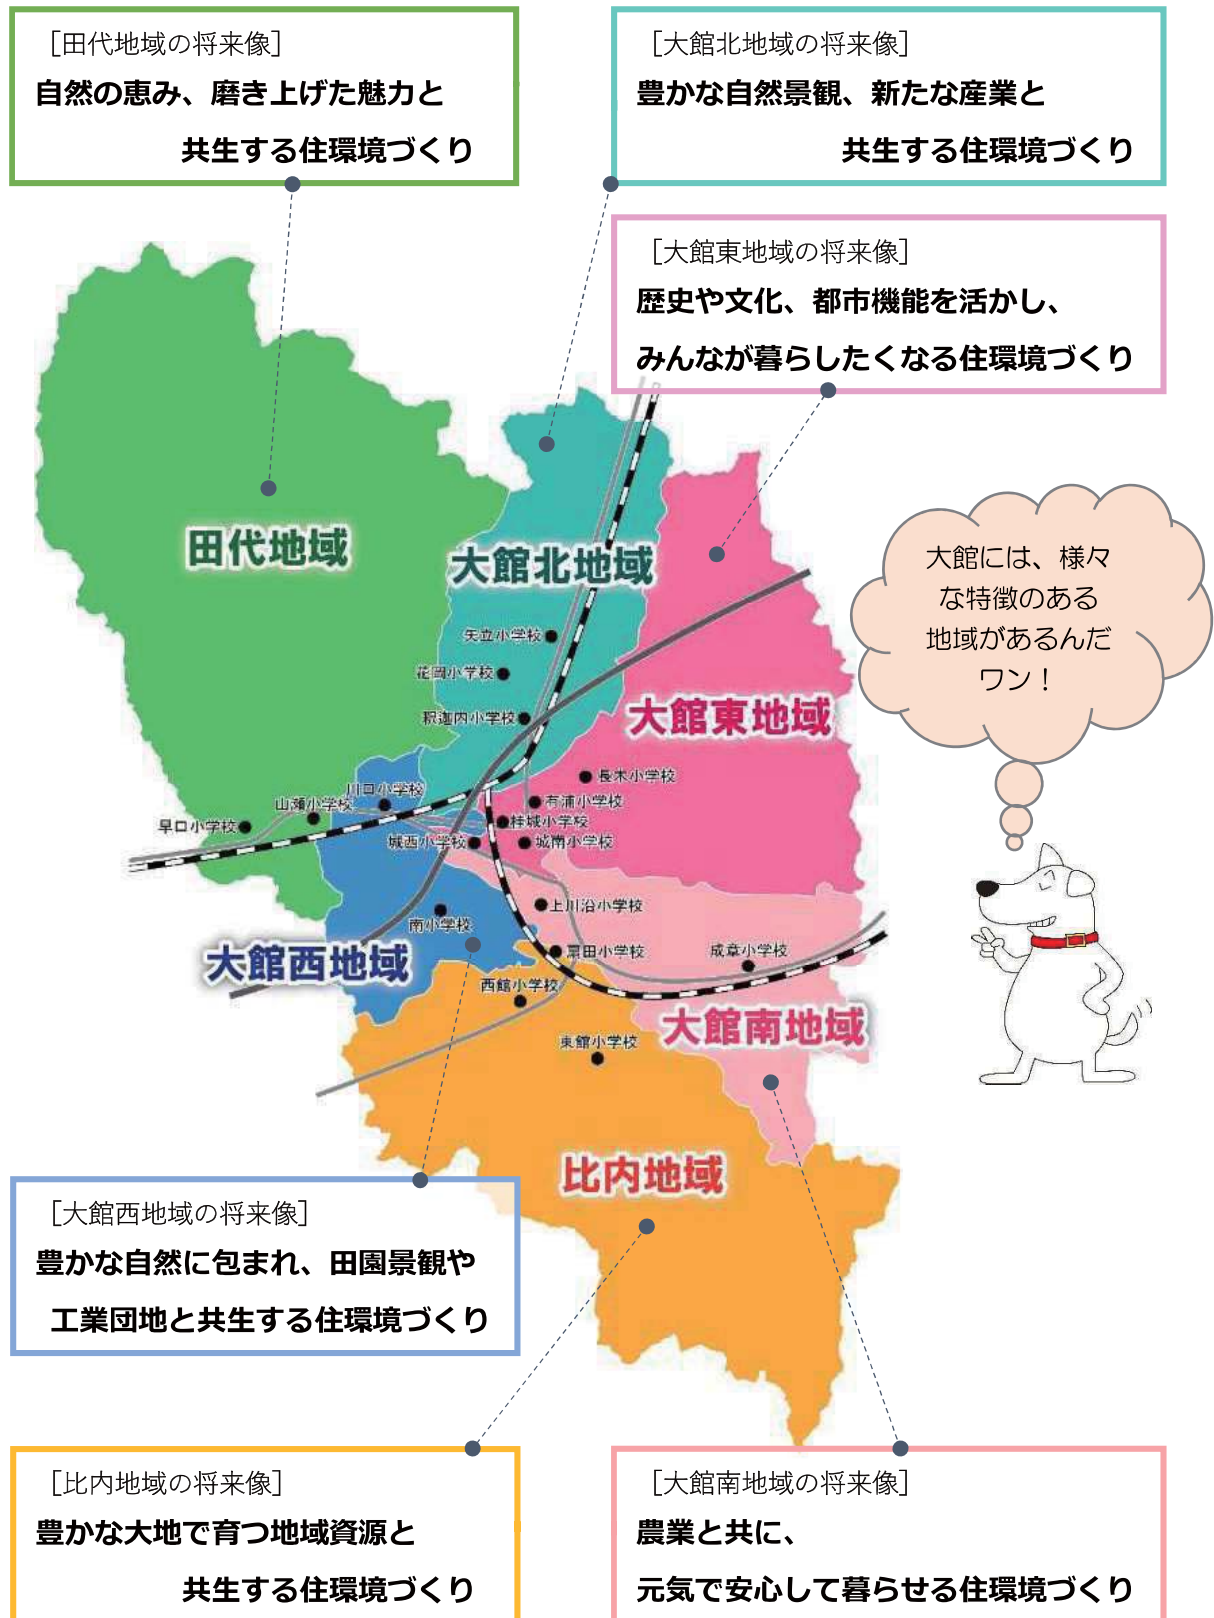 ［田代地域の将来像］
自然の恵み、磨き上げた魅力と
共生する住環境づくり
［大館北地域の将来像］
豊かな自然景観、新たな産業と
共生する住環境づくり
［大館東地域の将来像］
歴史や文化、都市機能を活かし、
みんなが暮らしたくなる住環境づくり
田代地域
大館北地域
大館には、様々
な特徴のある
地域があるんだ
ワン！
矢立小学校
花岡小学校
釈迦内小学校
大館東地域
長木小学校
川口小学校
山瀬小学校
有浦小学校
早口小学校
桂城小学校
城西小学校
城南小学校
上川沿小学校
南小学校
扇田小学校
成章小学校
大館西地域
西館小学校
大館南地域
東館小学校
比内地域
［大館西地域の将来像］
豊かな自然に包まれ、田園景観や
工業団地と共生する住環境づくり
［比内地域の将来像］
豊かな大地で育つ地域資源と
共生する住環境づくり
［大館南地域の将来像］
農業と共に、
元気で安心して暮らせる住環境づくり